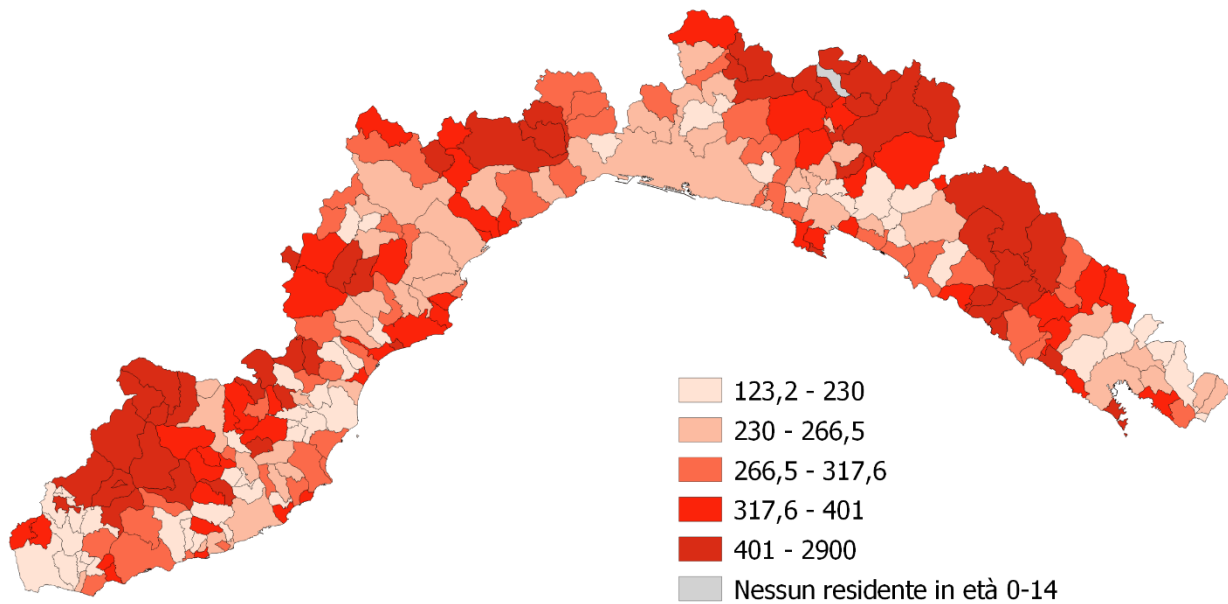 123,2 - 230
230 - 266,5
266,5 - 317,6
317,6 - 401
401 - 2900
Nessun residente in età 0-14